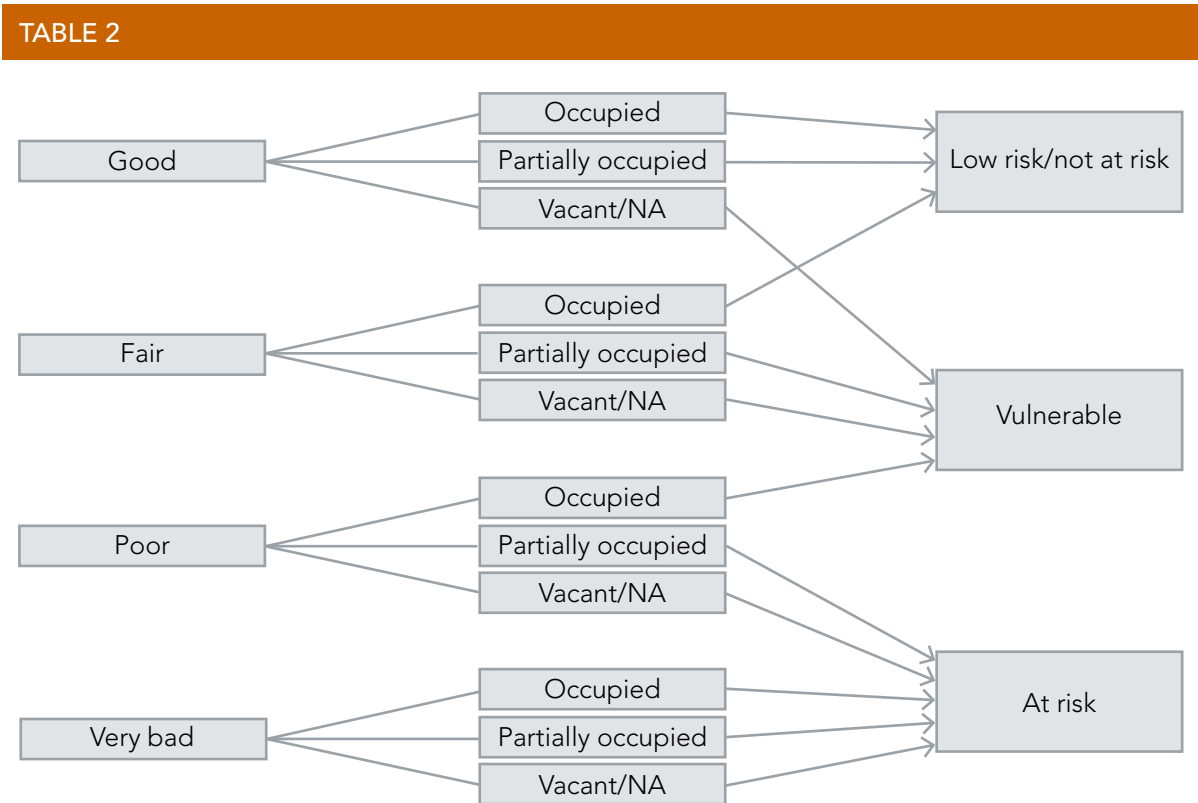 TABLE 2
Good
Occupied
Partially occupied
Vacant/NA
Low risk/not at risk
Fair
Occupied
Partially occupied
Vacant/NA
Vulnerable
Poor
Occupied
Partially occupied
Vacant/NA
Very bad
Occupied
Partially occupied
Vacant/NA
At risk